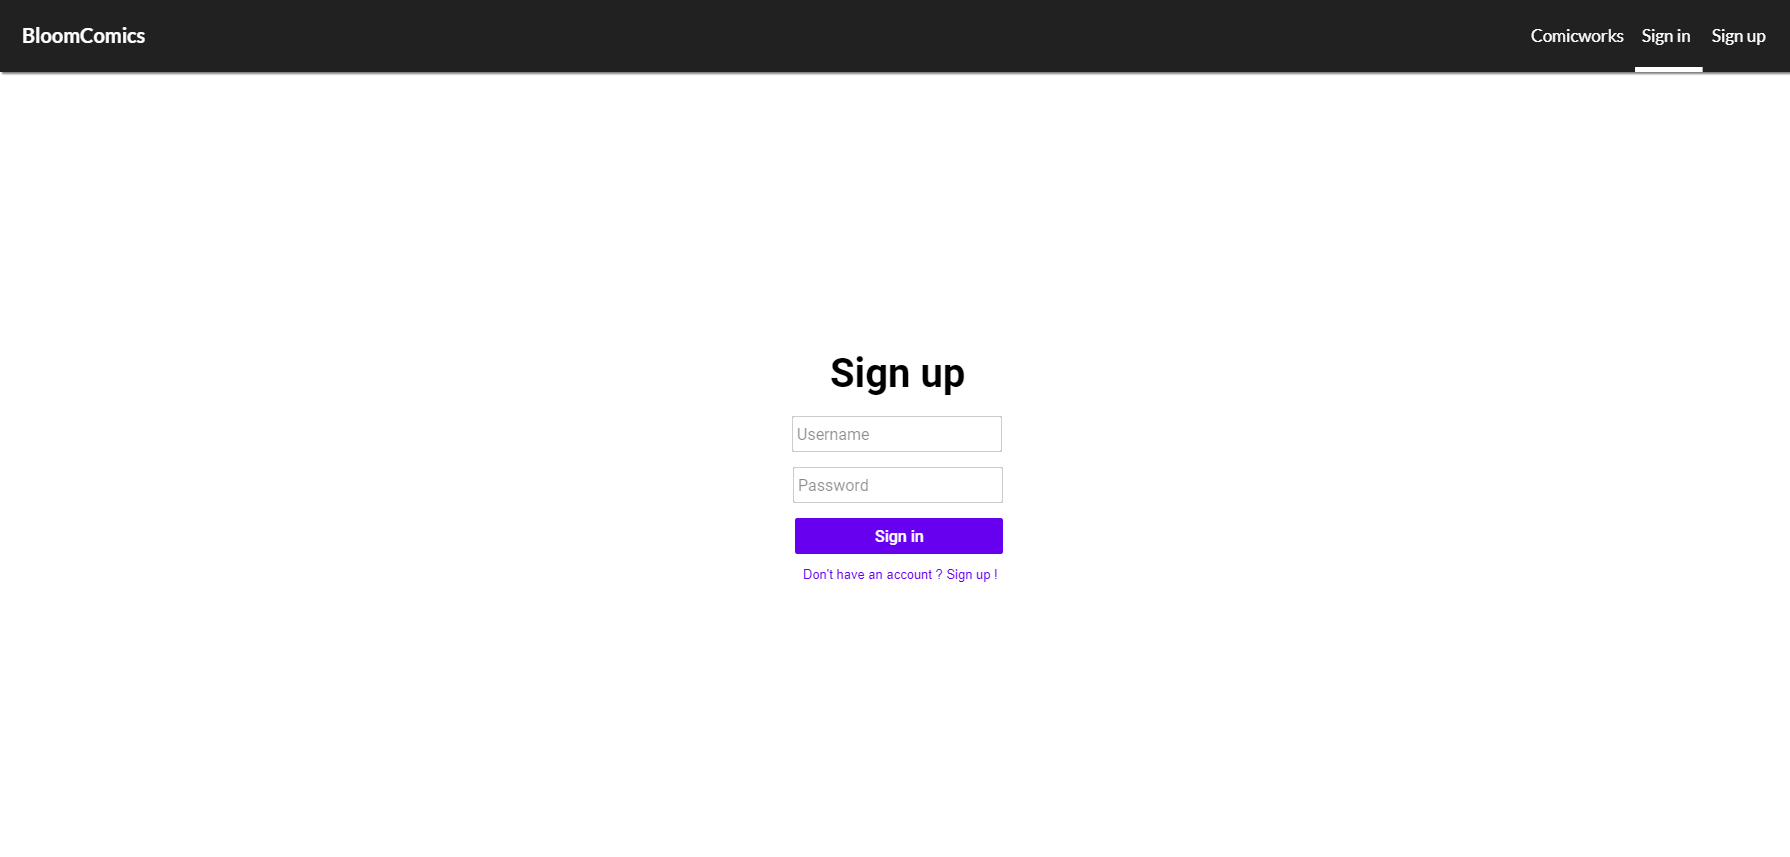 BloomComics Comicworks Sign in Sign up
Sign up
Username
Password
Sign in
Don't have an account ? Sign up !